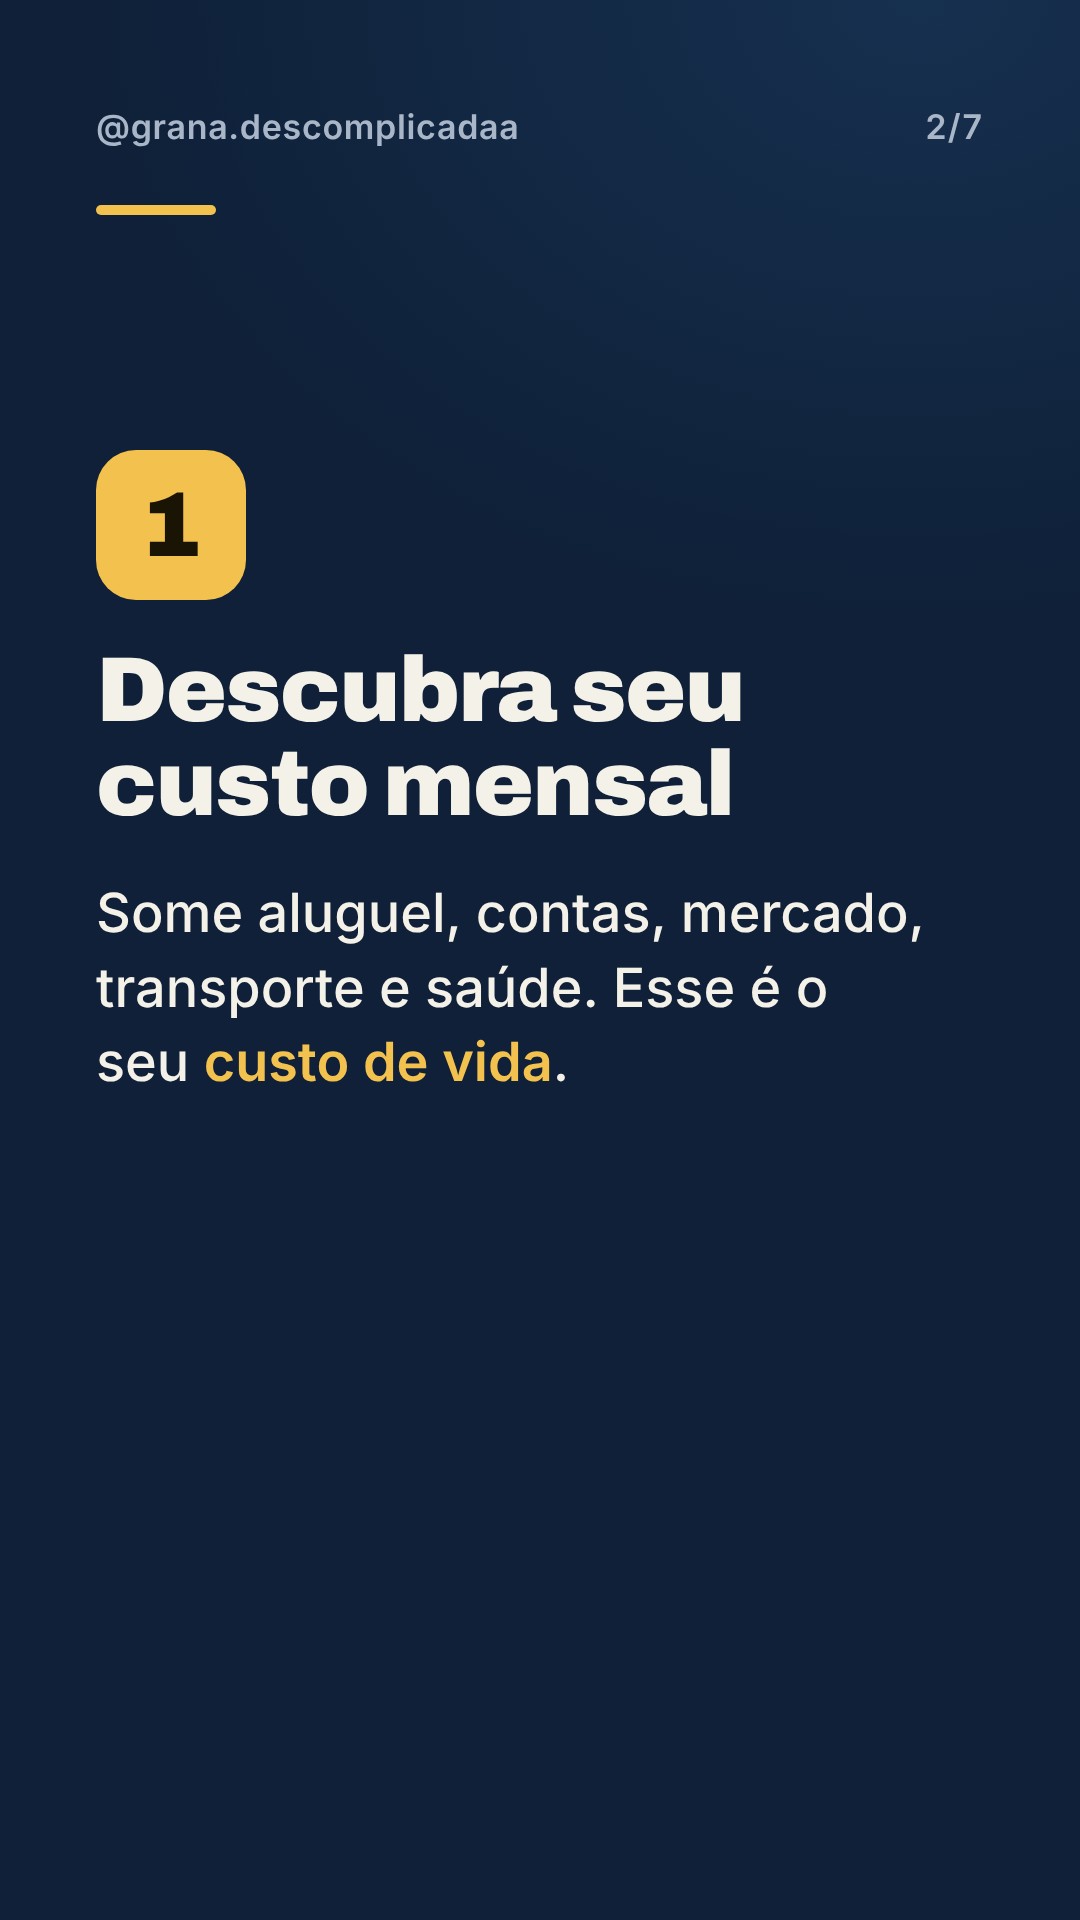 @grana.descomplicadaa
2/7
1
Descubra seu
custo mensal
Some aluguel, contas, mercado,
transporte e saúde. Esse é o
seu custo de vida.